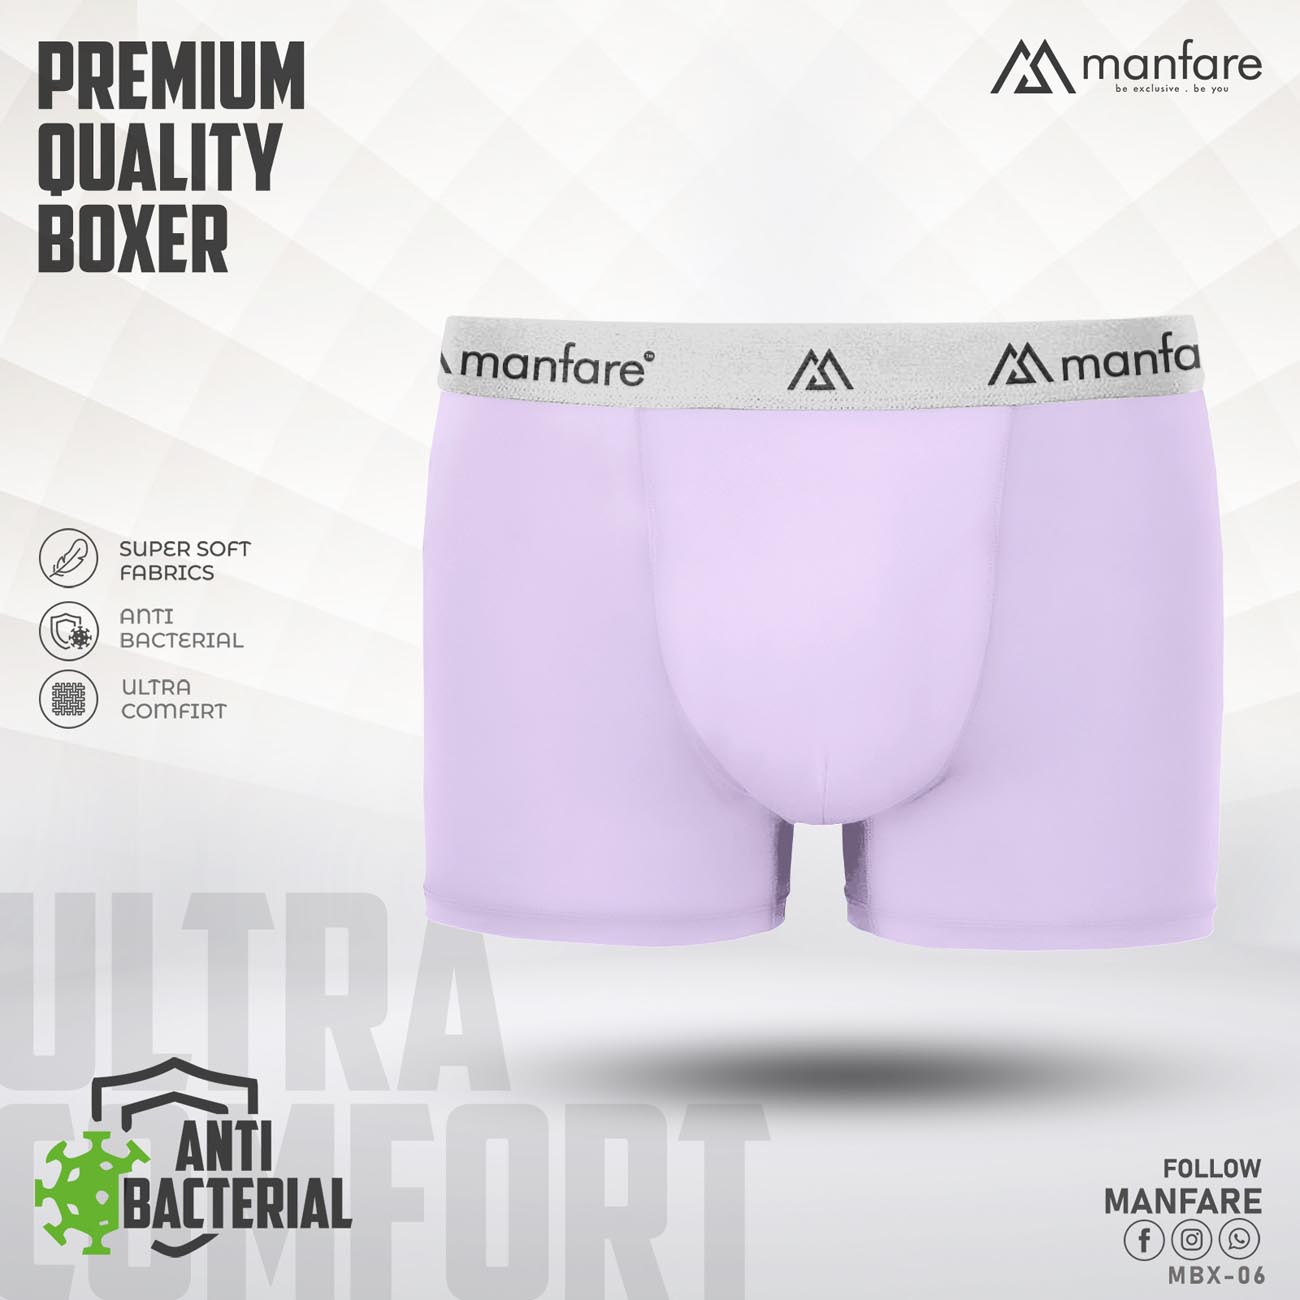 PREMIUM
QUALITY
BOXER
manfare
be exclusive . be you
manfare™
manfa
SUPER SOFT
FABRICS
ANTI
BACTERIAL
ULTRA
COMFIRT
ULTRA
COMFORT
ANTI
BACTERIAL
FOLLOW
MANFARE
MBX-06